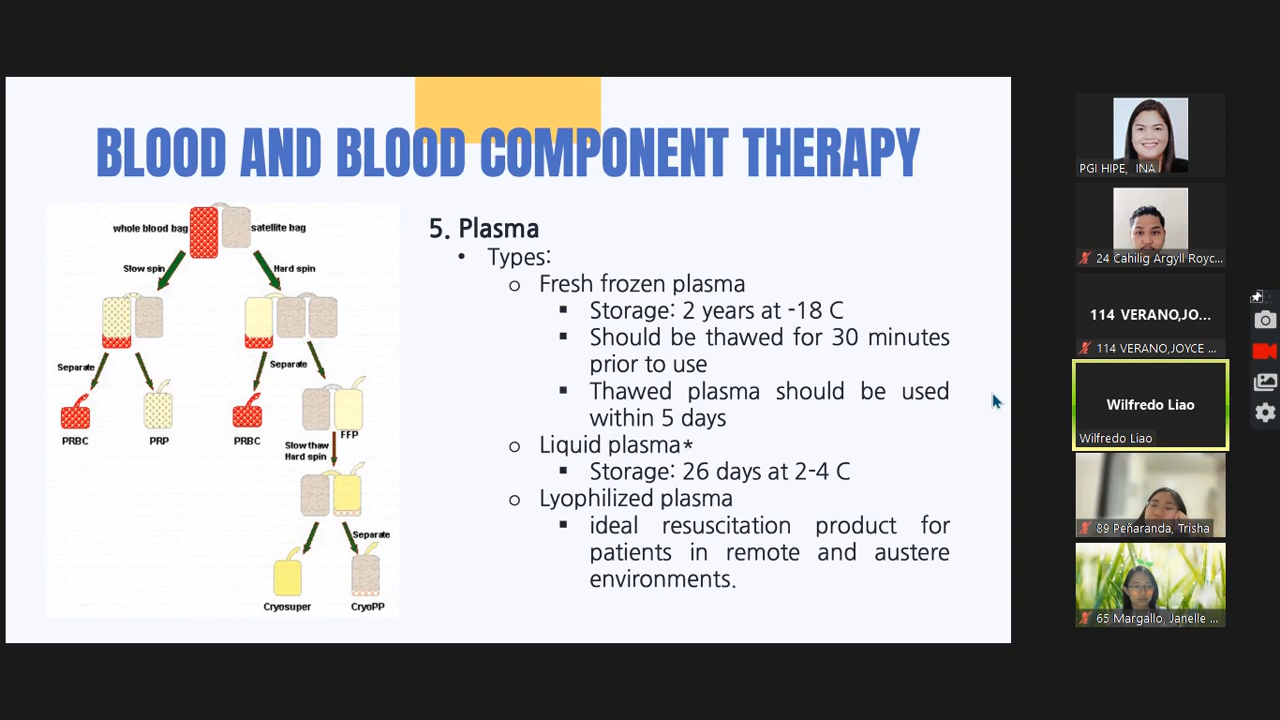 BLOOD AND BLOOD COMPONENT THERAPY
whole blood bag
satellite bag
Slow spin
Hard spin
Separate
Separate
PRBC
PRP
PRBC
FFP
Slow thaw
Hard spin
Separate
Cryosuper
CryoPP
5. Plasma
• Types:
o Fresh frozen plasma
▪ Storage: 2 years at -18 C
▪ Should be thawed for 30 minutes
prior to use
▪ Thawed plasma should be used
within 5 days
o Liquid plasma*
▪ Storage: 26 days at 2-4 C
o Lyophilized plasma
▪ ideal resuscitation product for
patients in remote and austere
environments.
PGI HIPE, INA
24 Cahilig Argyll Royc...
114 VERANO,JO...
114 VERANO,JOYCE ...
Wilfredo Liao
Wilfredo Liao
89 Peñaranda, Trisha
65 Margallo, Janelle ...